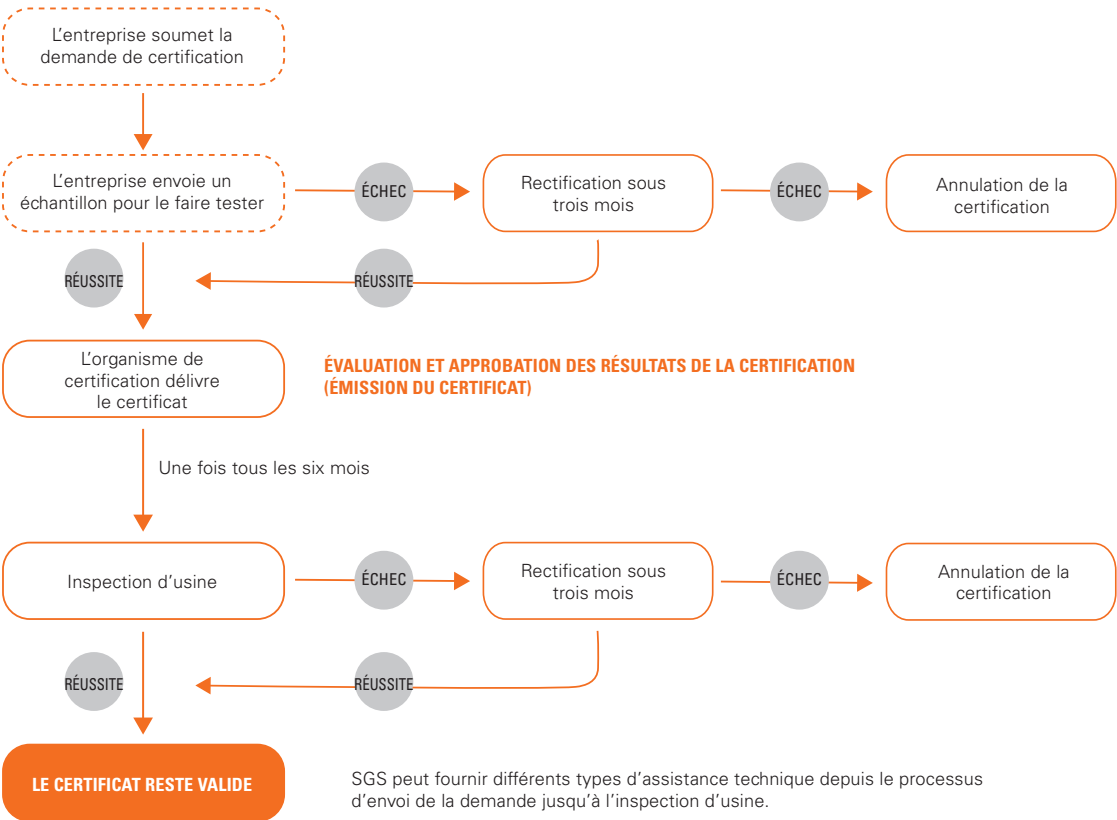 L’entreprise soumet la
demande de certification
L’entreprise envoie un
échantillon pour le faire tester
ÉCHEC
Rectification sous
trois mois
ÉCHEC
Annulation de la
certification
RÉUSSITE
RÉUSSITE
L’organisme de
certification délivre
le certificat
ÉVALUATION ET APPROBATION DES RÉSULTATS DE LA CERTIFICATION
(ÉMISSION DU CERTIFICAT)
Une fois tous les six mois
Inspection d’usine
ÉCHEC
Rectification sous
trois mois
ÉCHEC
Annulation de la
certification
RÉUSSITE
RÉUSSITE
LE CERTIFICAT RESTE VALIDE
SGS peut fournir différents types d’assistance technique depuis le processus
d’envoi de la demande jusqu’à l’inspection d’usine.